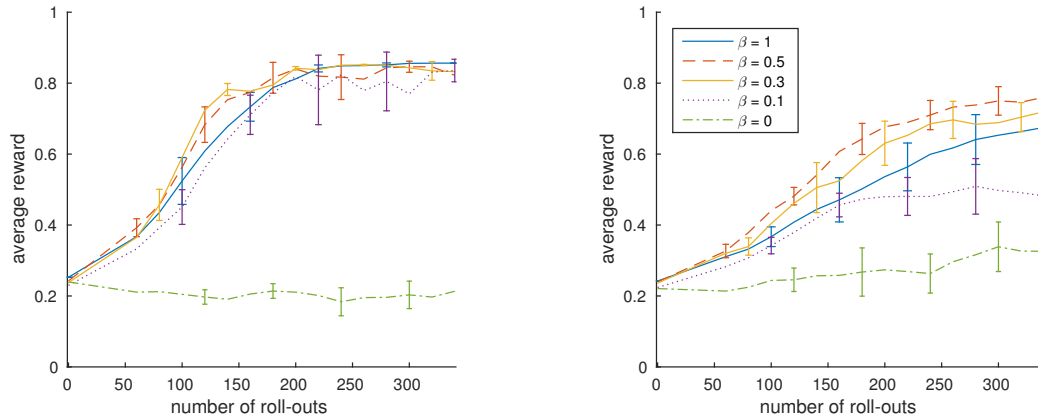 1
0.8
0.6
0.4
0.2
0
average reward
0 50 100 150 200 250 300
number of roll-outs
1
0.8
0.6
0.4
0.2
0
average reward
0 50 100 150 200 250 300
number of roll-outs
β = 1
β = 0.5
β = 0.3
β = 0.1
β = 0